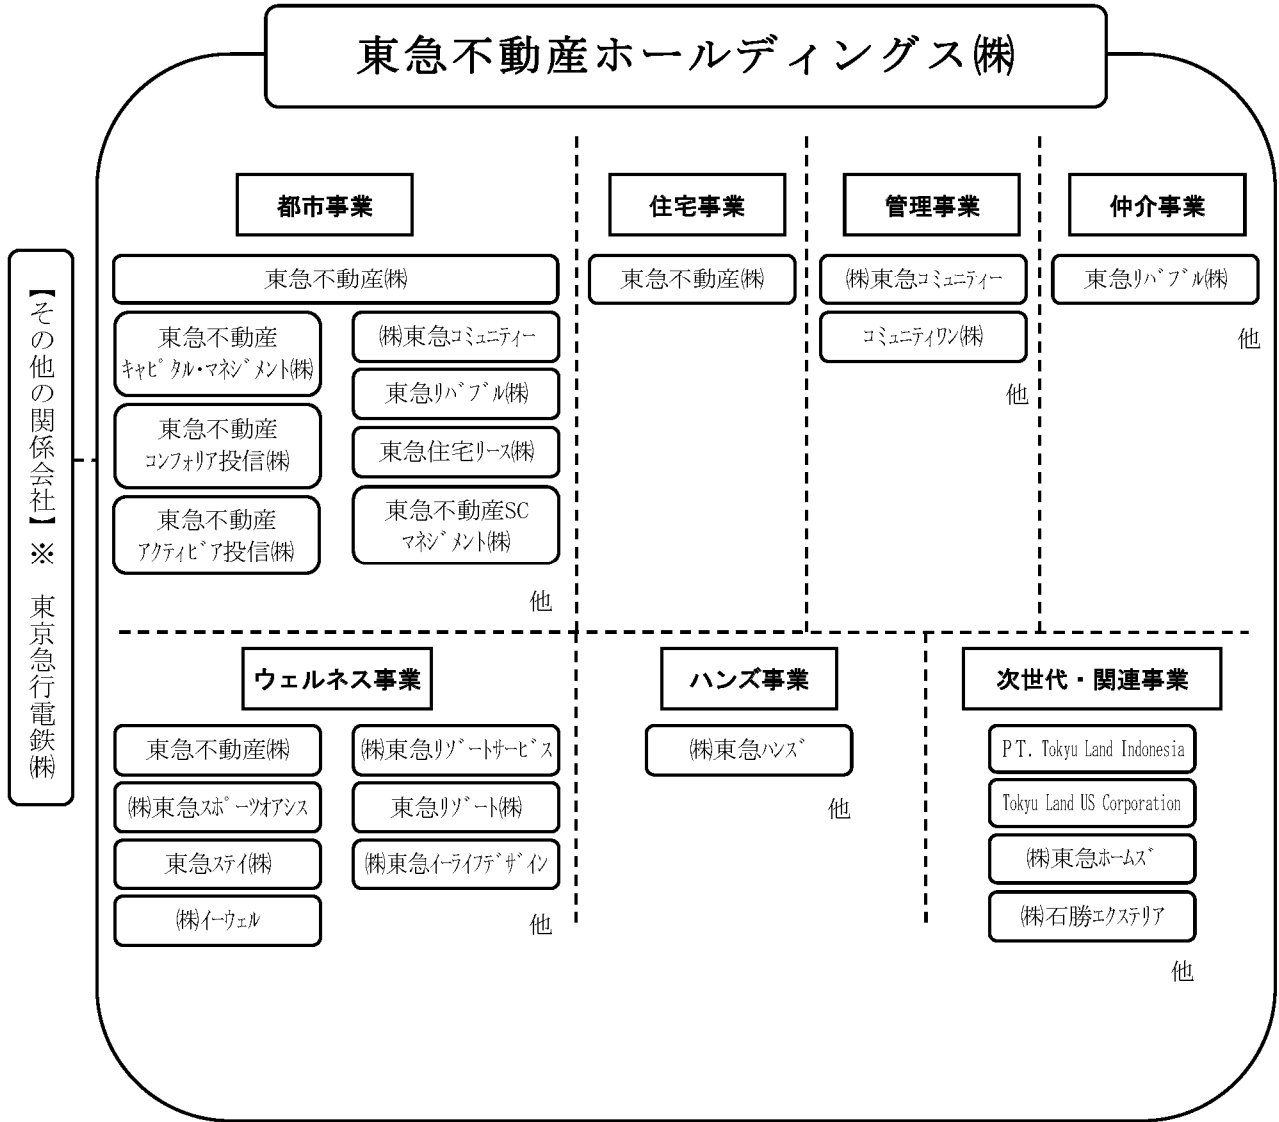 東急不動産ホールディングス㈱
都市事業
東急不動産㈱
東急不動産
ｷｬﾋﾟﾀﾙ・ﾏﾈｼﾞﾒﾝﾄ㈱
東急不動産
ｺﾝﾌｫﾘｱ投信㈱
東急不動産
ｱｸﾃｨﾋﾞｱ投信㈱
㈱東急ｺﾐｭﾆﾃｨｰ
東急ﾘﾊﾞﾌﾞﾙ㈱
東急住宅ﾘｰｽ㈱
東急不動産SC
ﾏﾈｼﾞﾒﾝﾄ㈱
他
住宅事業
東急不動産㈱
管理事業
㈱東急ｺﾐｭﾆﾃｨｰ
ｺﾐｭﾆﾃｨﾜﾝ㈱
他
仲介事業
東急ﾘﾊﾞﾌﾞﾙ㈱
他
【その他の関係会社】※　東京急行電鉄㈱
ウェルネス事業
東急不動産㈱
㈱東急ｽﾎﾟｰﾂｵｱｼｽ
東急ｽﾃｲ㈱
㈱ｲｰｳｪﾙ
㈱東急ﾘｿﾞｰﾄｻｰﾋﾞｽ
東急ﾘｿﾞｰﾄ㈱
㈱東急ｲｰﾗｲﾌﾃﾞｻﾞｲﾝ
他
ハンズ事業
㈱東急ﾊﾝｽﾞ
他
次世代・関連事業
PT. Tokyu Land Indonesia
Tokyu Land US Corporation
㈱東急ﾎｰﾑｽﾞ
㈱石勝ｴｸｽﾃﾘｱ
他